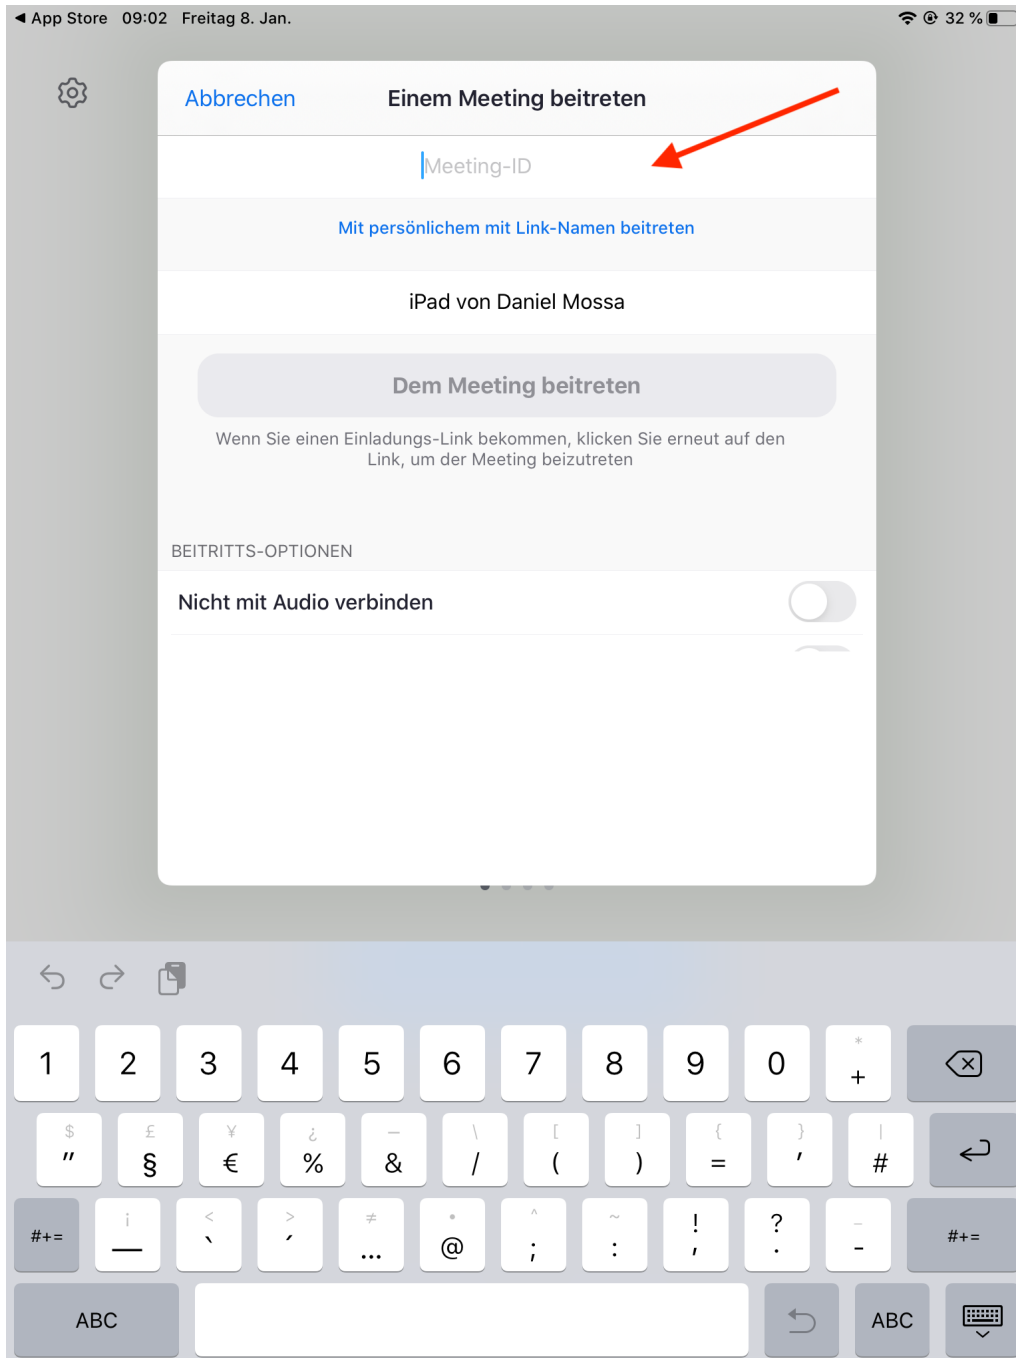 ◀ App Store 09:02 Freitag 8. Jan. 32 %
Abbrechen Einem Meeting beitreten
Meeting-ID
Mit persönlichem mit Link-Namen beitreten
iPad von Daniel Mossa
Dem Meeting beitreten
Wenn Sie einen Einladungs-Link bekommen, klicken Sie erneut auf den
Link, um der Meeting beizutreten
BEITRITTS-OPTIONEN
Nicht mit Audio verbinden
*
1 2 3 4 5 6 7 8 9 0 +
$ £ ¥ ¿ — \ [ ] { } |
" § € % & / ( ) = ' #
¡ < > ≠ • ^ ~ ! ? _
#+= — ` ´ ... @ ; : , . - #+=
ABC ABC